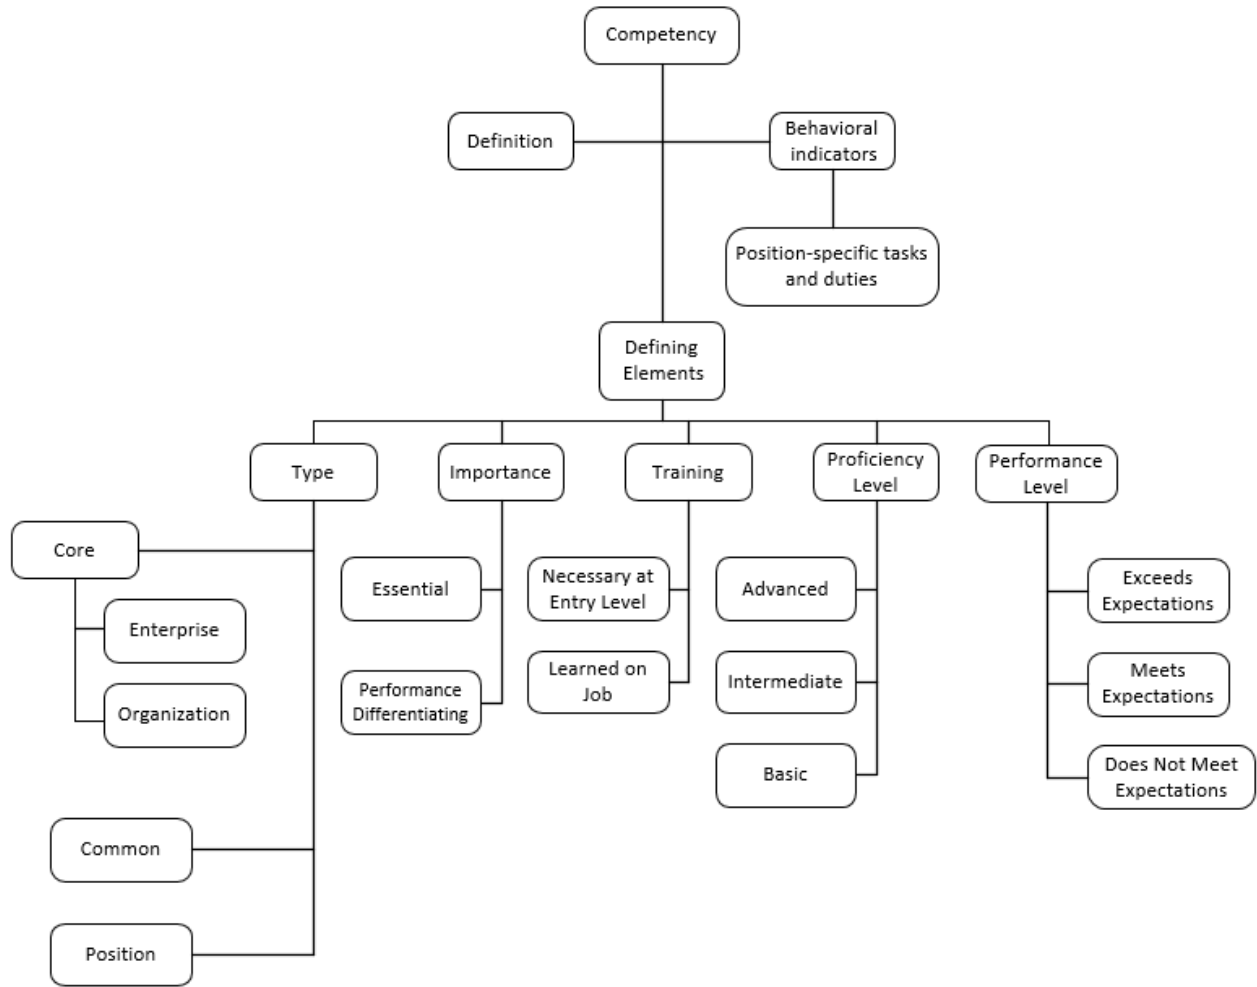 Competency
Definition
Behavioral
indicators
Position-specific tasks
and duties
Defining
Elements
Type
Importance
Training
Proficiency
Level
Performance
Level
Core
Enterprise
Organization
Common
Position
Essential
Performance
Differentiating
Necessary at
Entry Level
Learned on
Job
Advanced
Intermediate
Basic
Exceeds
Expectations
Meets
Expectations
Does Not Meet
Expectations